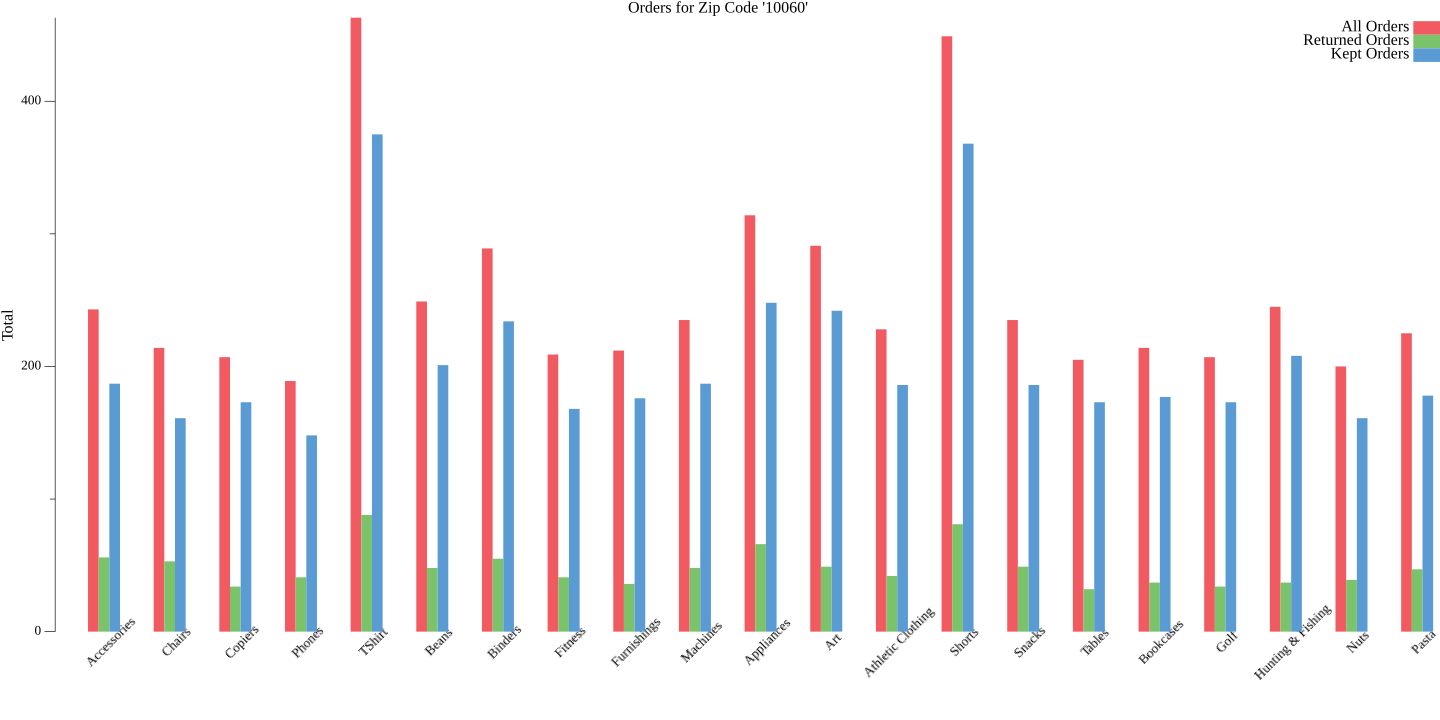 Orders for Zip Code '10060'
All Orders
Returned Orders
Kept Orders
Total
400
200
0
Accessories
Chairs
Copiers
Phones
TShirt
Beans
Binders
Fitness
Furnishings
Machines
Appliances
Art
Athletic Clothing
Shorts
Snacks
Tables
Bookcases
Golf
Hunting & Fishing
Nuts
Pasta